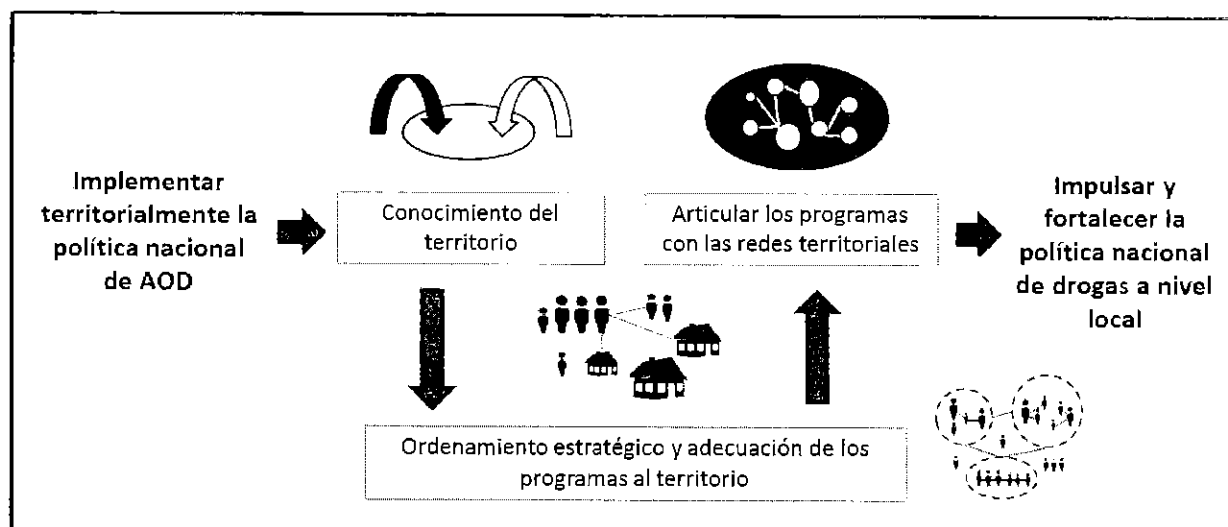 Implementar
territorialmente la
política nacional
de AOD
Conocimiento del
territorio
Articular los programas
con las redes territoriales
Impulsar y
fortalecer la
política nacional
de drogas a nivel
local
Ordenamiento estratégico y adecuación de los
programas al territorio